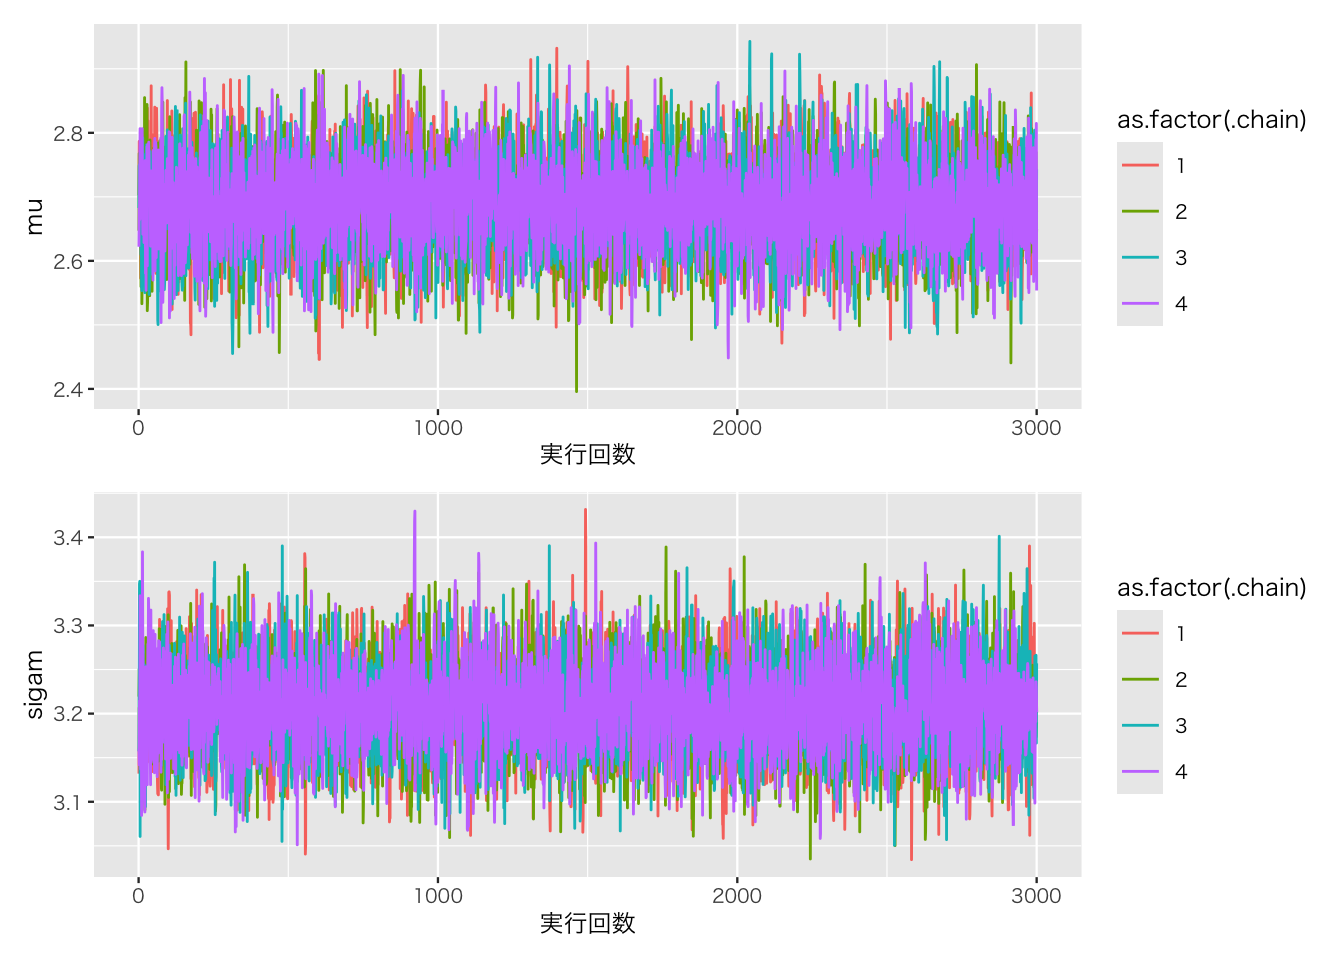 mu
2.8
2.6
2.4
0 1000 2000 3000
実行回数
as.factor(.chain)
1
2
3
4
sigam
3.4
3.3
3.2
3.1
0 1000 2000 3000
実行回数
as.factor(.chain)
1
2
3
4